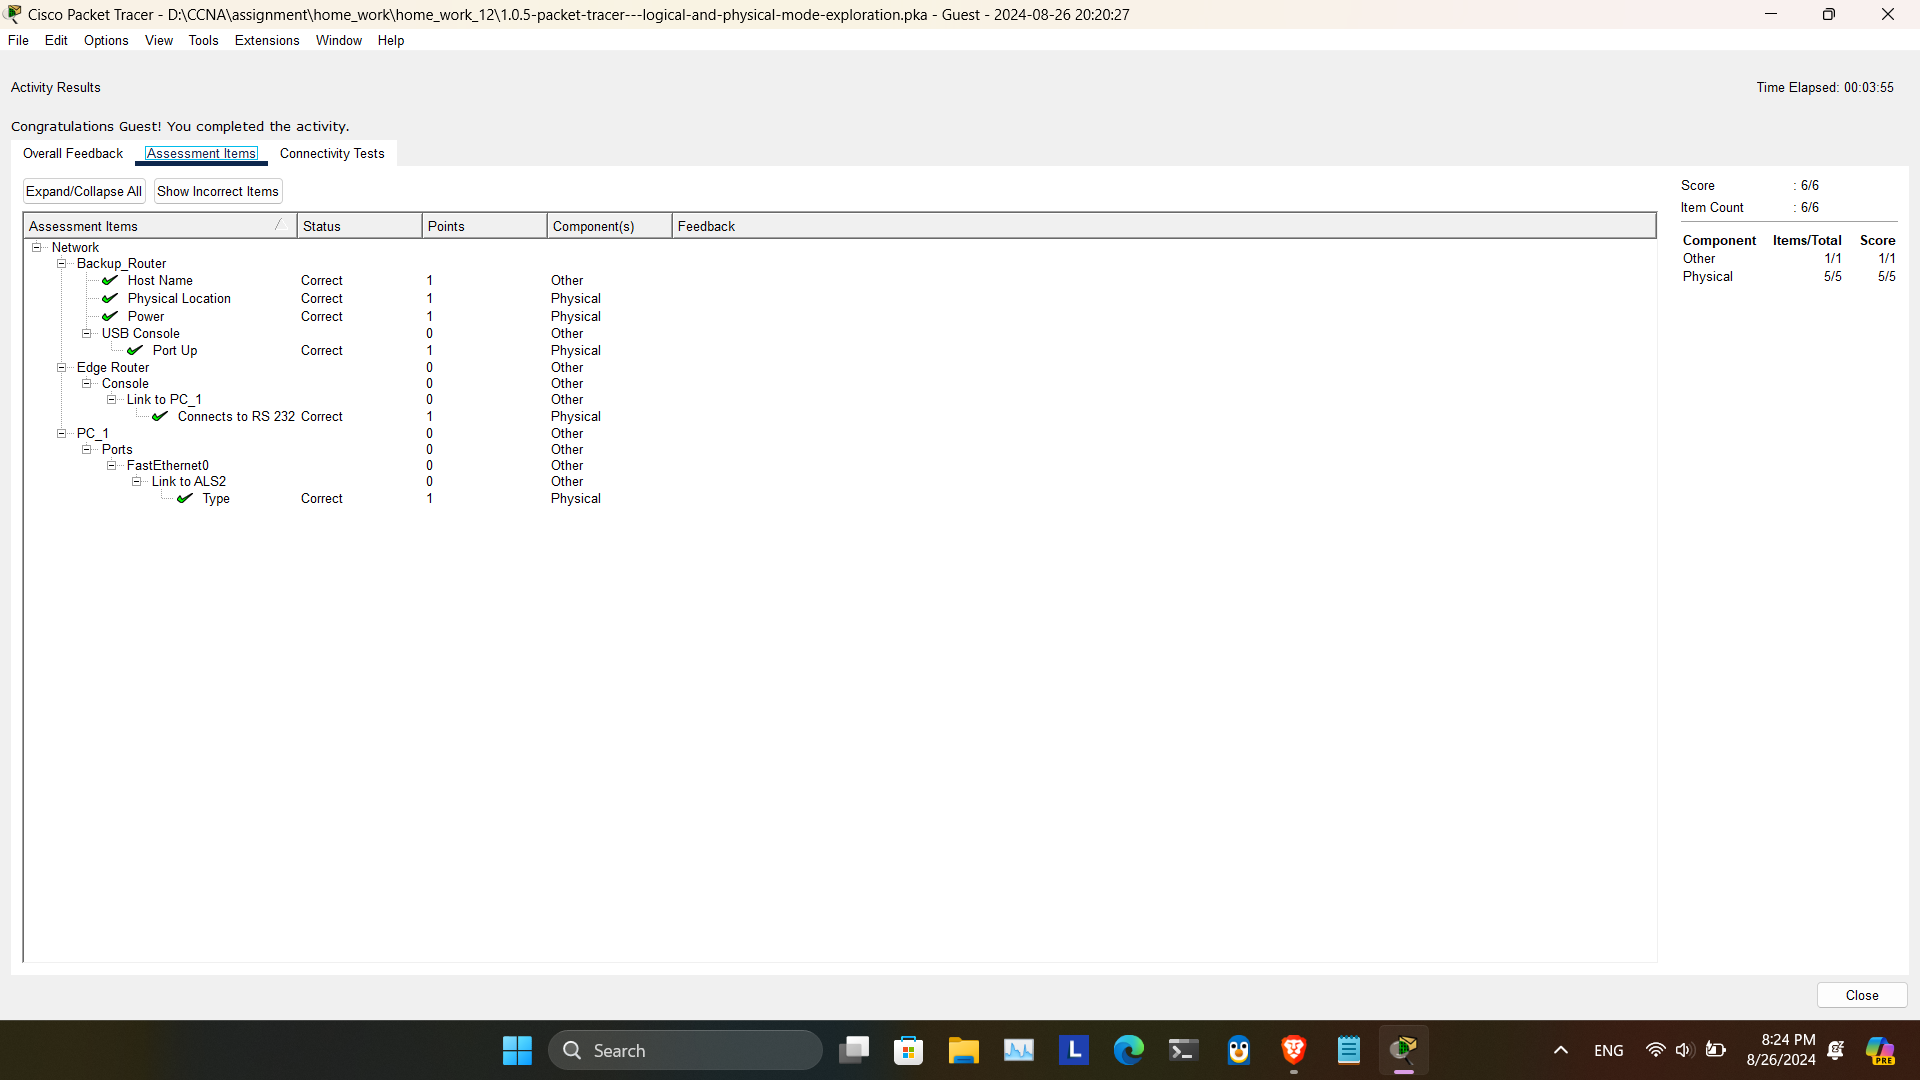 Cisco Packet Tracer - D:\CCNA\assignment\home_work\home_work_12\1.0.5-packet-tracer---logical-and-physical-mode-exploration.pka - Guest - 2024-08-26 20:20:27
File Edit Options View Tools Extensions Window Help
Activity Results
Time Elapsed: 00:03:55
Congratulations Guest! You completed the activity.
Overall Feedback Assessment Items Connectivity Tests
Expand/Collapse All Show Incorrect Items
Assessment Items Status Points Component(s) Feedback
Network
Backup_Router
Host Name Correct 1 Other
Physical Location Correct 1 Physical
Power Correct 1 Physical
USB Console 0 Other
Port Up Correct 1 Physical
Edge Router 0 Other
Console 0 Other
Link to PC_1 0 Other
Connects to RS 232 Correct 1 Physical
PC_1 0 Other
Ports 0 Other
FastEthernet0 0 Other
Link to ALS2 0 Other
Type Correct 1 Physical
Score : 6/6
Item Count : 6/6
Component Items/Total Score
Other 1/1 1/1
Physical 5/5 5/5
Close
Search
L
ENG
8:24 PM
8/26/2024
PRE